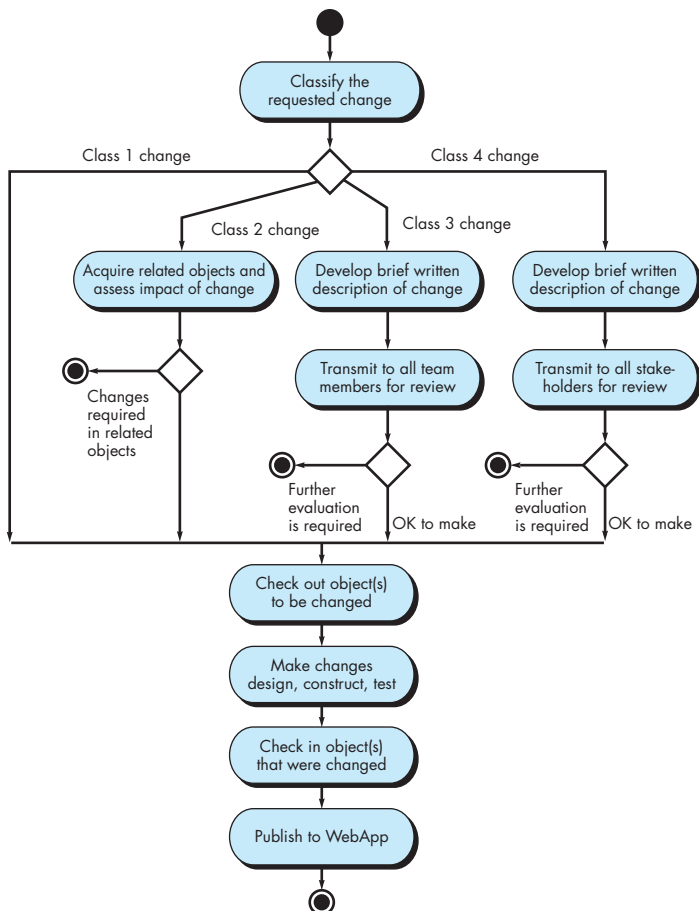 Classify the
requested change
Class 1 change
Class 4 change
Class 2 change
Class 3 change
Acquire related objects and
assess impact of change
Develop brief written
description of change
Develop brief written
description of change
Transmit to all team
members for review
Transmit to all stake-
holders for review
Changes
required
in related
objects
Further
evaluation
is required
OK to make
Further
evaluation
is required
OK to make
Check out object(s)
to be changed
Make changes
design, construct, test
Check in object(s)
that were changed
Publish to WebApp